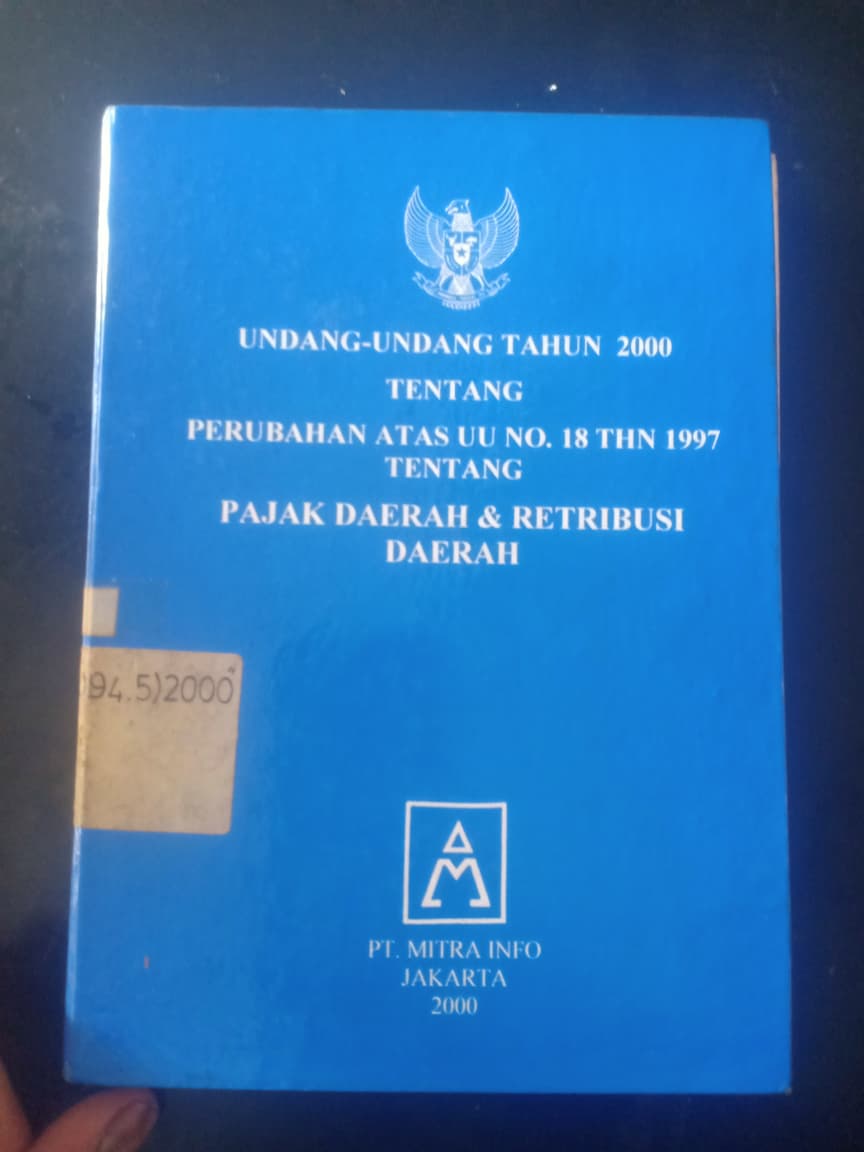 UNDANG-UNDANG TAHUN 2000
TENTANG
PERUBAHAN ATAS UU NO. 18 THN 1997
TENTANG
PAJAK DAERAH & RETRIBUSI
DAERAH
94.5)2000"
PT. MITRA INFO
JAKARTA
2000